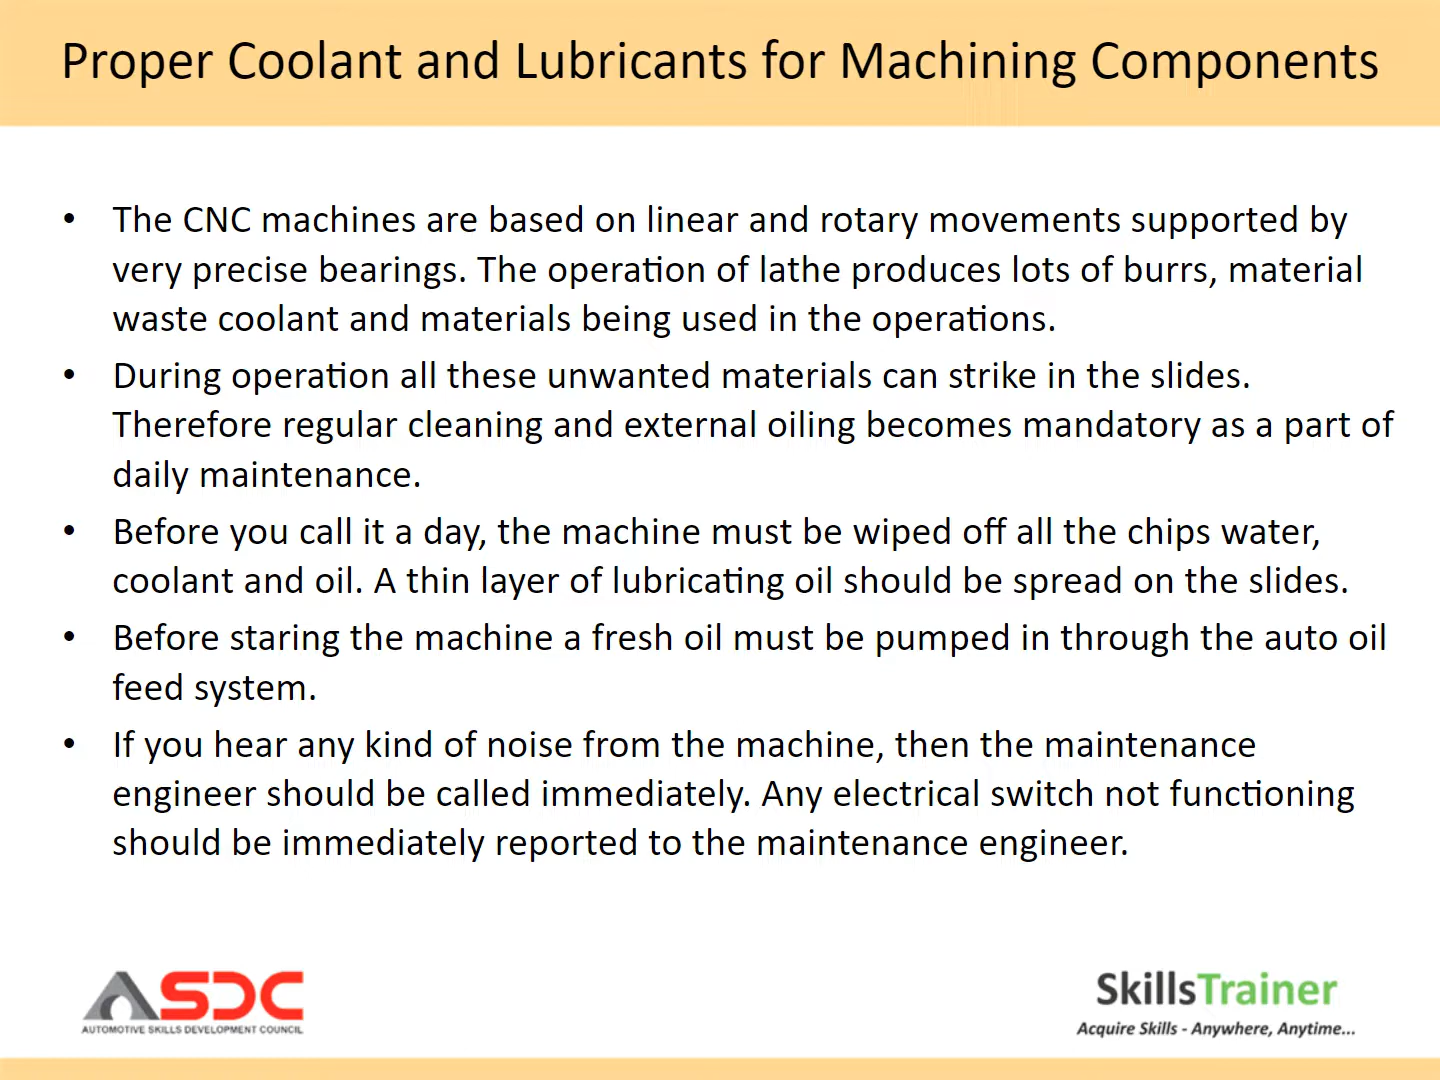 Proper Coolant and Lubricants for Machining Components
• The CNC machines are based on linear and rotary movements supported by
very precise bearings. The operation of lathe produces lots of burrs, material
waste coolant and materials being used in the operations.
• During operation all these unwanted materials can strike in the slides.
Therefore regular cleaning and external oiling becomes mandatory as a part of
daily maintenance.
• Before you call it a day, the machine must be wiped off all the chips water,
coolant and oil. A thin layer of lubricating oil should be spread on the slides.
• Before staring the machine a fresh oil must be pumped in through the auto oil
feed system.
• If you hear any kind of noise from the machine, then the maintenance
engineer should be called immediately. Any electrical switch not functioning
should be immediately reported to the maintenance engineer.
ASDC
AUTOMOTIVE SKILLS DEVELOPMENT COUNCIL
SkillsTrainer
Acquire Skills - Anywhere, Anytime...